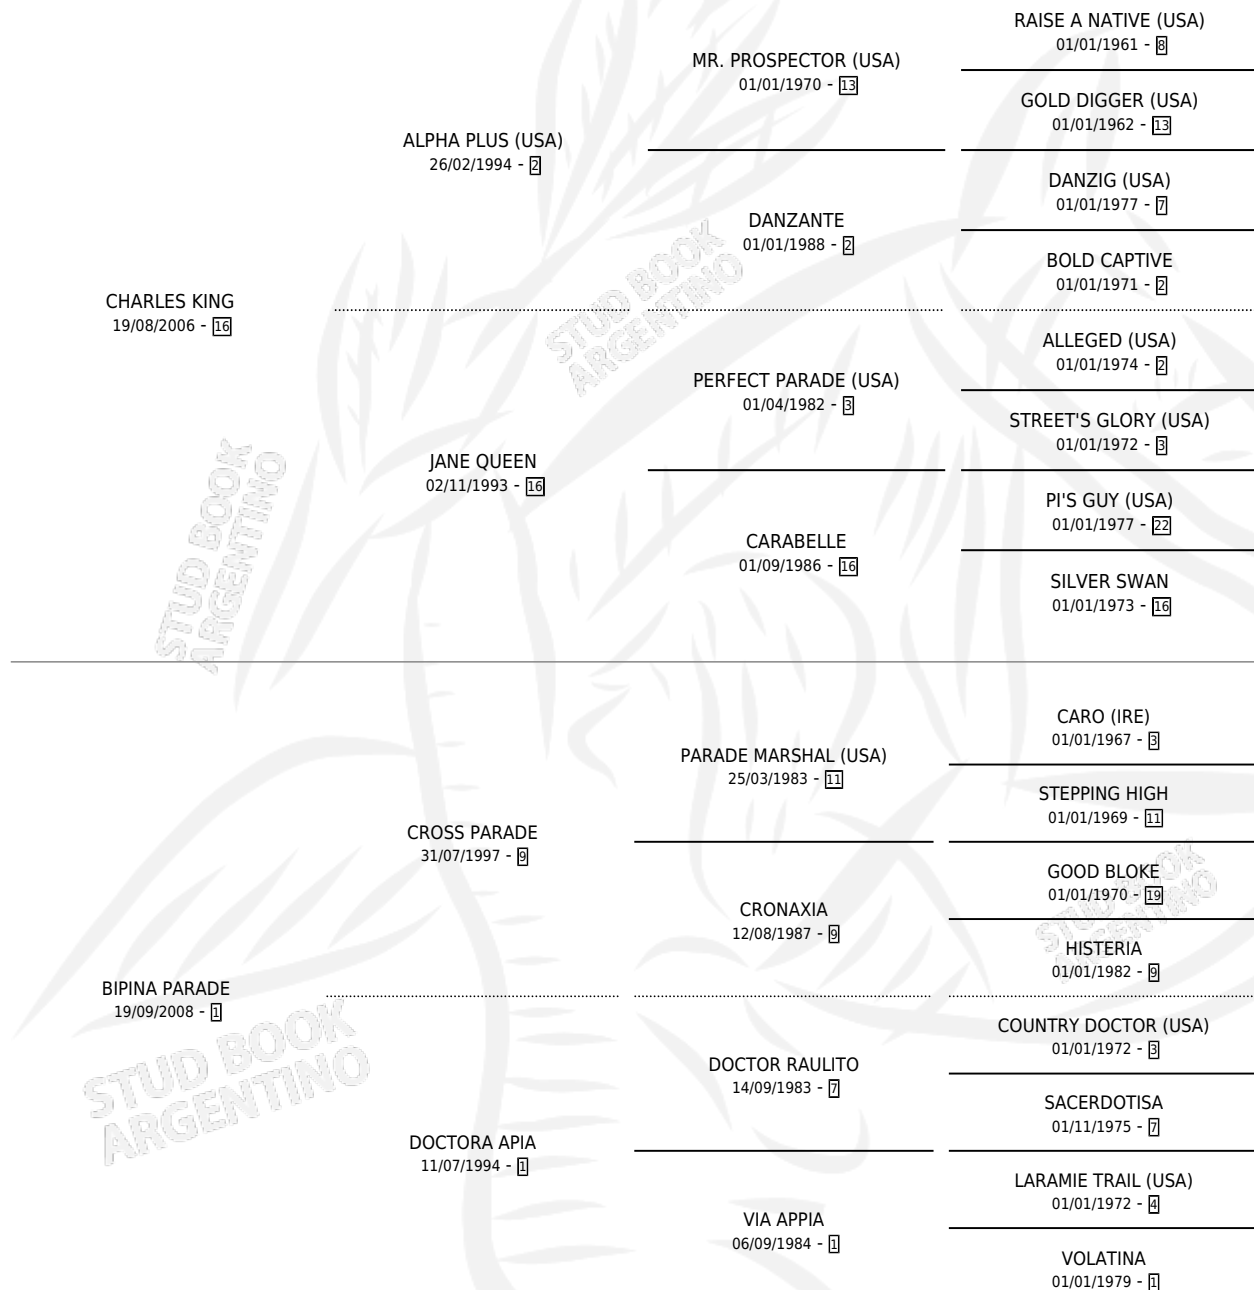 RAISE A NATIVE (USA)
01/01/1961 - 8
MR. PROSPECTOR (USA)
01/01/1970 - 13
GOLD DIGGER (USA)
01/01/1962 - 13
ALPHA PLUS (USA)
26/02/1994 - 2
DANZIG (USA)
01/01/1977 - 7
DANZANTE
01/01/1988 - 2
BOLD CAPTIVE
01/01/1971 - 2
CHARLES KING
19/08/2006 - 16
STUD BOOK
ARGENTINO
ALLEGED (USA)
01/01/1974 - 2
PERFECT PARADE (USA)
01/04/1982 - 3
STREET'S GLORY (USA)
01/01/1972 - 3
JANE QUEEN
02/11/1993 - 16
PI'S GUY (USA)
01/01/1977 - 22
CARABELLE
01/09/1986 - 16
SILVER SWAN
01/01/1973 - 16
STUD BOOK
ARGENTINO
CARO (IRE)
01/01/1967 - 3
PARADE MARSHAL (USA)
25/03/1983 - 11
STEPPING HIGH
01/01/1969 - 11
CROSS PARADE
31/07/1997 - 9
GOOD BLOKE
01/01/1970 - 19
CRONAXIA
12/08/1987 - 9
STUD BOOK
ARGENTINO
HISTERIA
01/01/1982 - 9
BIPINA PARADE
19/09/2008 - 1
STUD BOOK
ARGENTINO
COUNTRY DOCTOR (USA)
01/01/1972 - 3
DOCTOR RAULITO
14/09/1983 - 7
SACERDOTISA
01/11/1975 - 7
DOCTORA APIA
11/07/1994 - 1
LARAMIE TRAIL (USA)
01/01/1972 - 4
VIA APPIA
06/09/1984 - 1
VOLATINA
01/01/1979 - 1